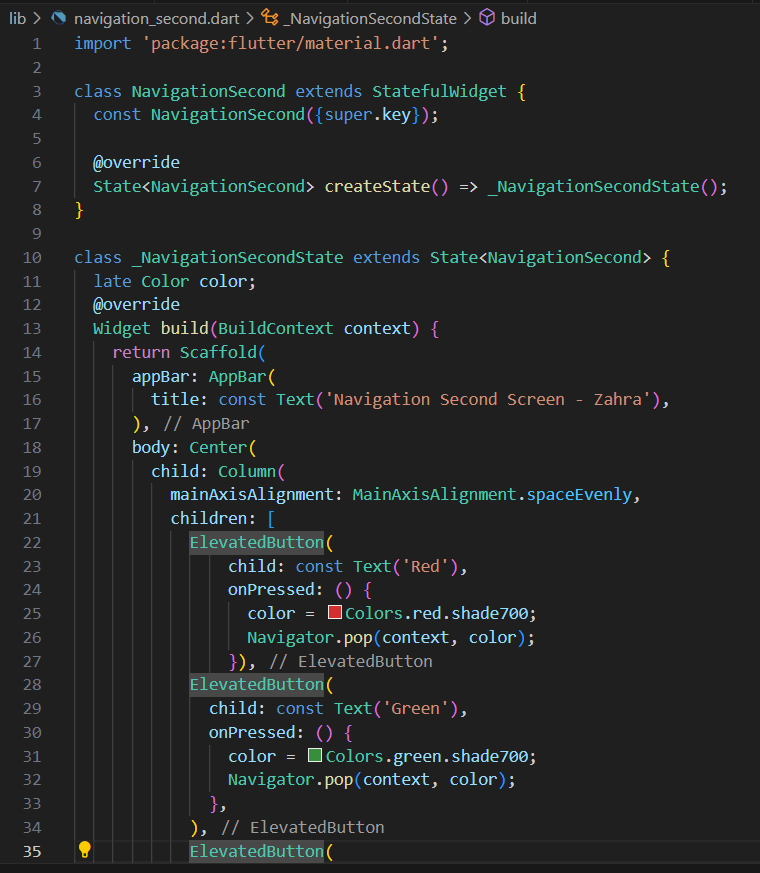 lib > navigation_second.dart > _NavigationSecondState > build
1 import 'package:flutter/material.dart';
2
3 class NavigationSecond extends StatefulWidget {
4   const NavigationSecond({super.key});
5
6   @override
7   State<NavigationSecond> createState() => _NavigationSecondState();
8 }
9
10 class _NavigationSecondState extends State<NavigationSecond> {
11   late Color color;
12   @override
13   Widget build(BuildContext context) {
14     return Scaffold(
15       appBar: AppBar(
16         title: const Text('Navigation Second Screen - Zahra'),
17       ), // AppBar
18       body: Center(
19         child: Column(
20           mainAxisAlignment: MainAxisAlignment.spaceEvenly,
21           children: [
22             ElevatedButton(
23                 child: const Text('Red'),
24                 onPressed: () {
25                   color = Colors.red.shade700;
26                   Navigator.pop(context, color);
27                 }), // ElevatedButton
28             ElevatedButton(
29               child: const Text('Green'),
30               onPressed: () {
31                 color = Colors.green.shade700;
32                 Navigator.pop(context, color);
33               },
34             ), // ElevatedButton
35             ElevatedButton(